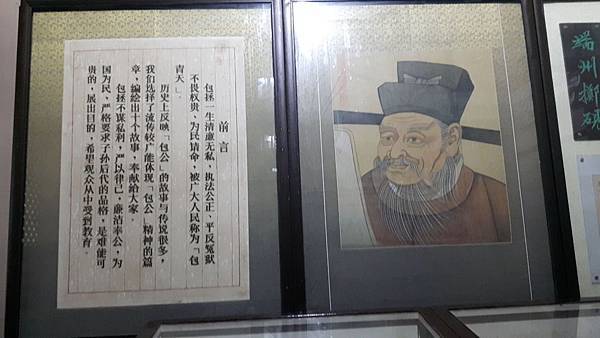 前言
包拯一生清廉无私、执法公正、平反冤狱
不畏权贵、为民请命,被广大人民称为「包
青天」。
历史上反映「包公」的故事与传说很多,
我们选择了流传较广能体现「包公」精神的篇
章,编绘出十个故事,奉献给大家。
包拯不谋私利,严以律己,廉洁奉公,为
国为民、严格要求子孙后代的品格,是难能可
贵的,展出目的,希望观众从中受到教育。
端州掷砚